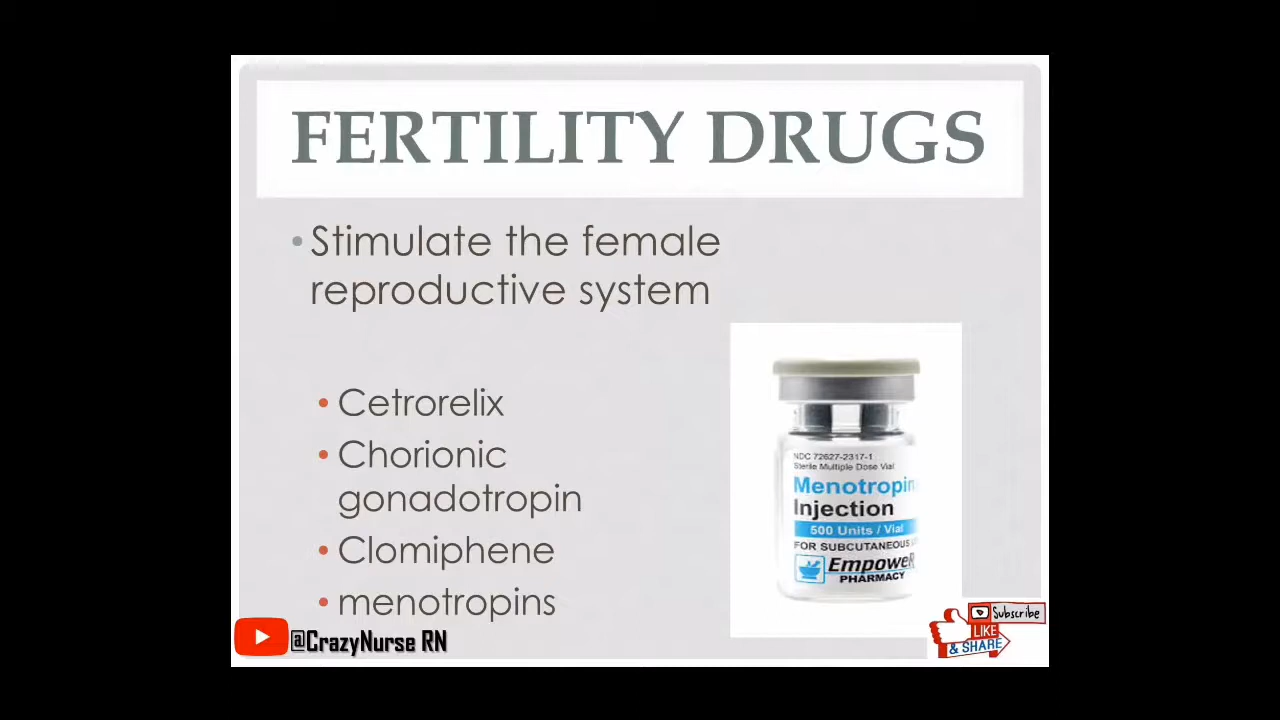 FERTILITY DRUGS
• Stimulate the female
reproductive system
• Cetrorelix
• Chorionic
gonadotropin
• Clomiphene
• menotropins
NDC 72627-2317-1
Sterile Multiple Dose Vial
Menotropin
Injection
500 Units / Vial
FOR SUBCUTANEOUS
EMPOWER
PHARMACY
@CrazyNurse RN
Subscribe
LIKE
& SHARE